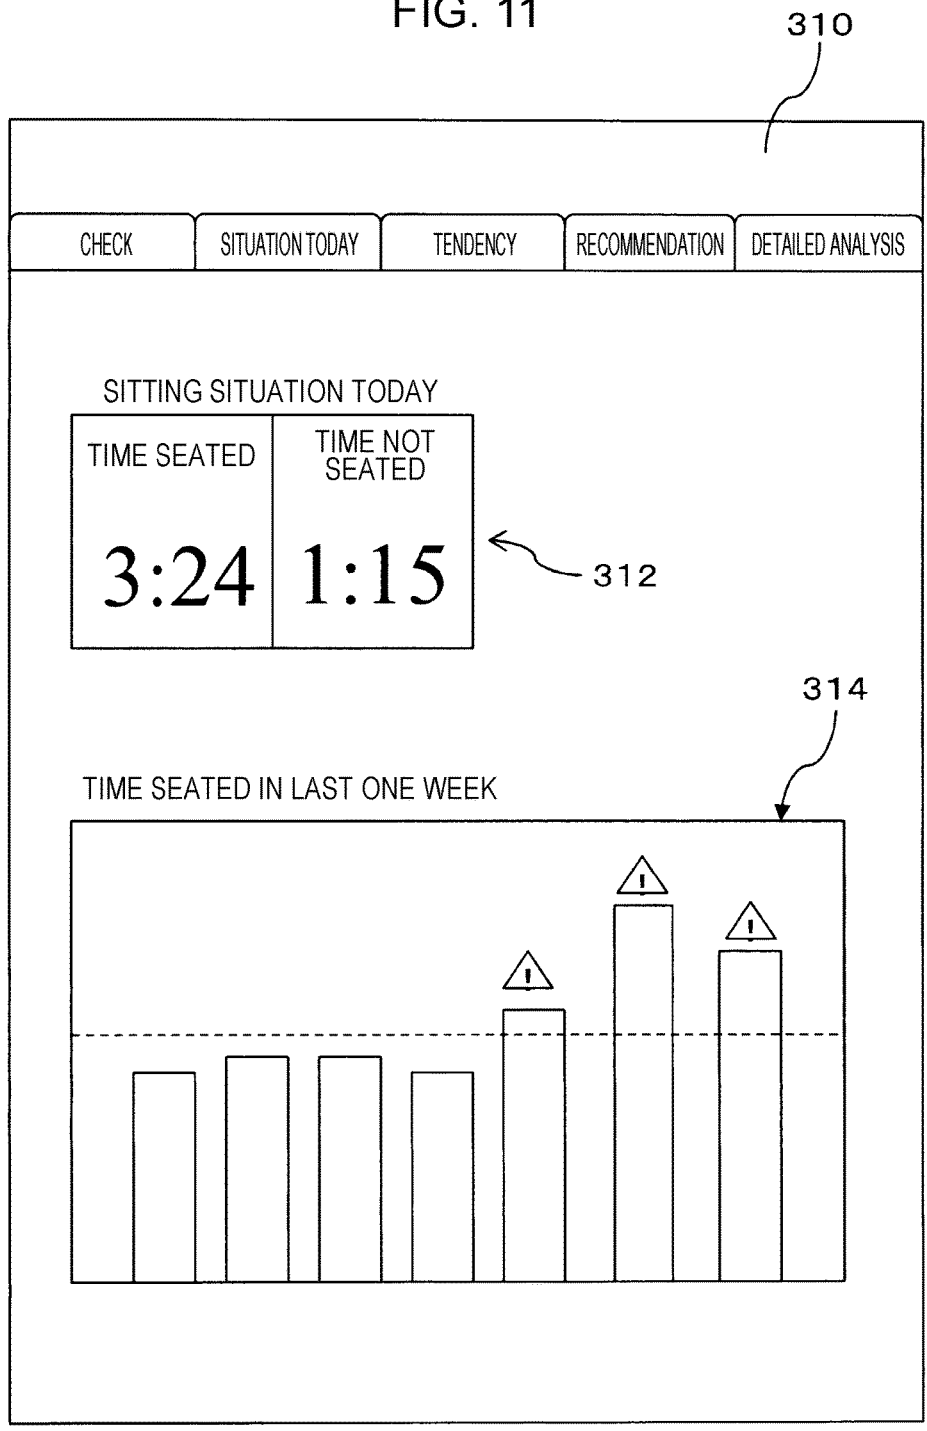 FIG. 11
310
CHECK
SITUATION TODAY
TENDENCY
RECOMMENDATION
DETAILED ANALYSIS
SITTING SITUATION TODAY
TIME SEATED
TIME NOT
SEATED
3:24
1:15
312
314
TIME SEATED IN LAST ONE WEEK
!
!
!